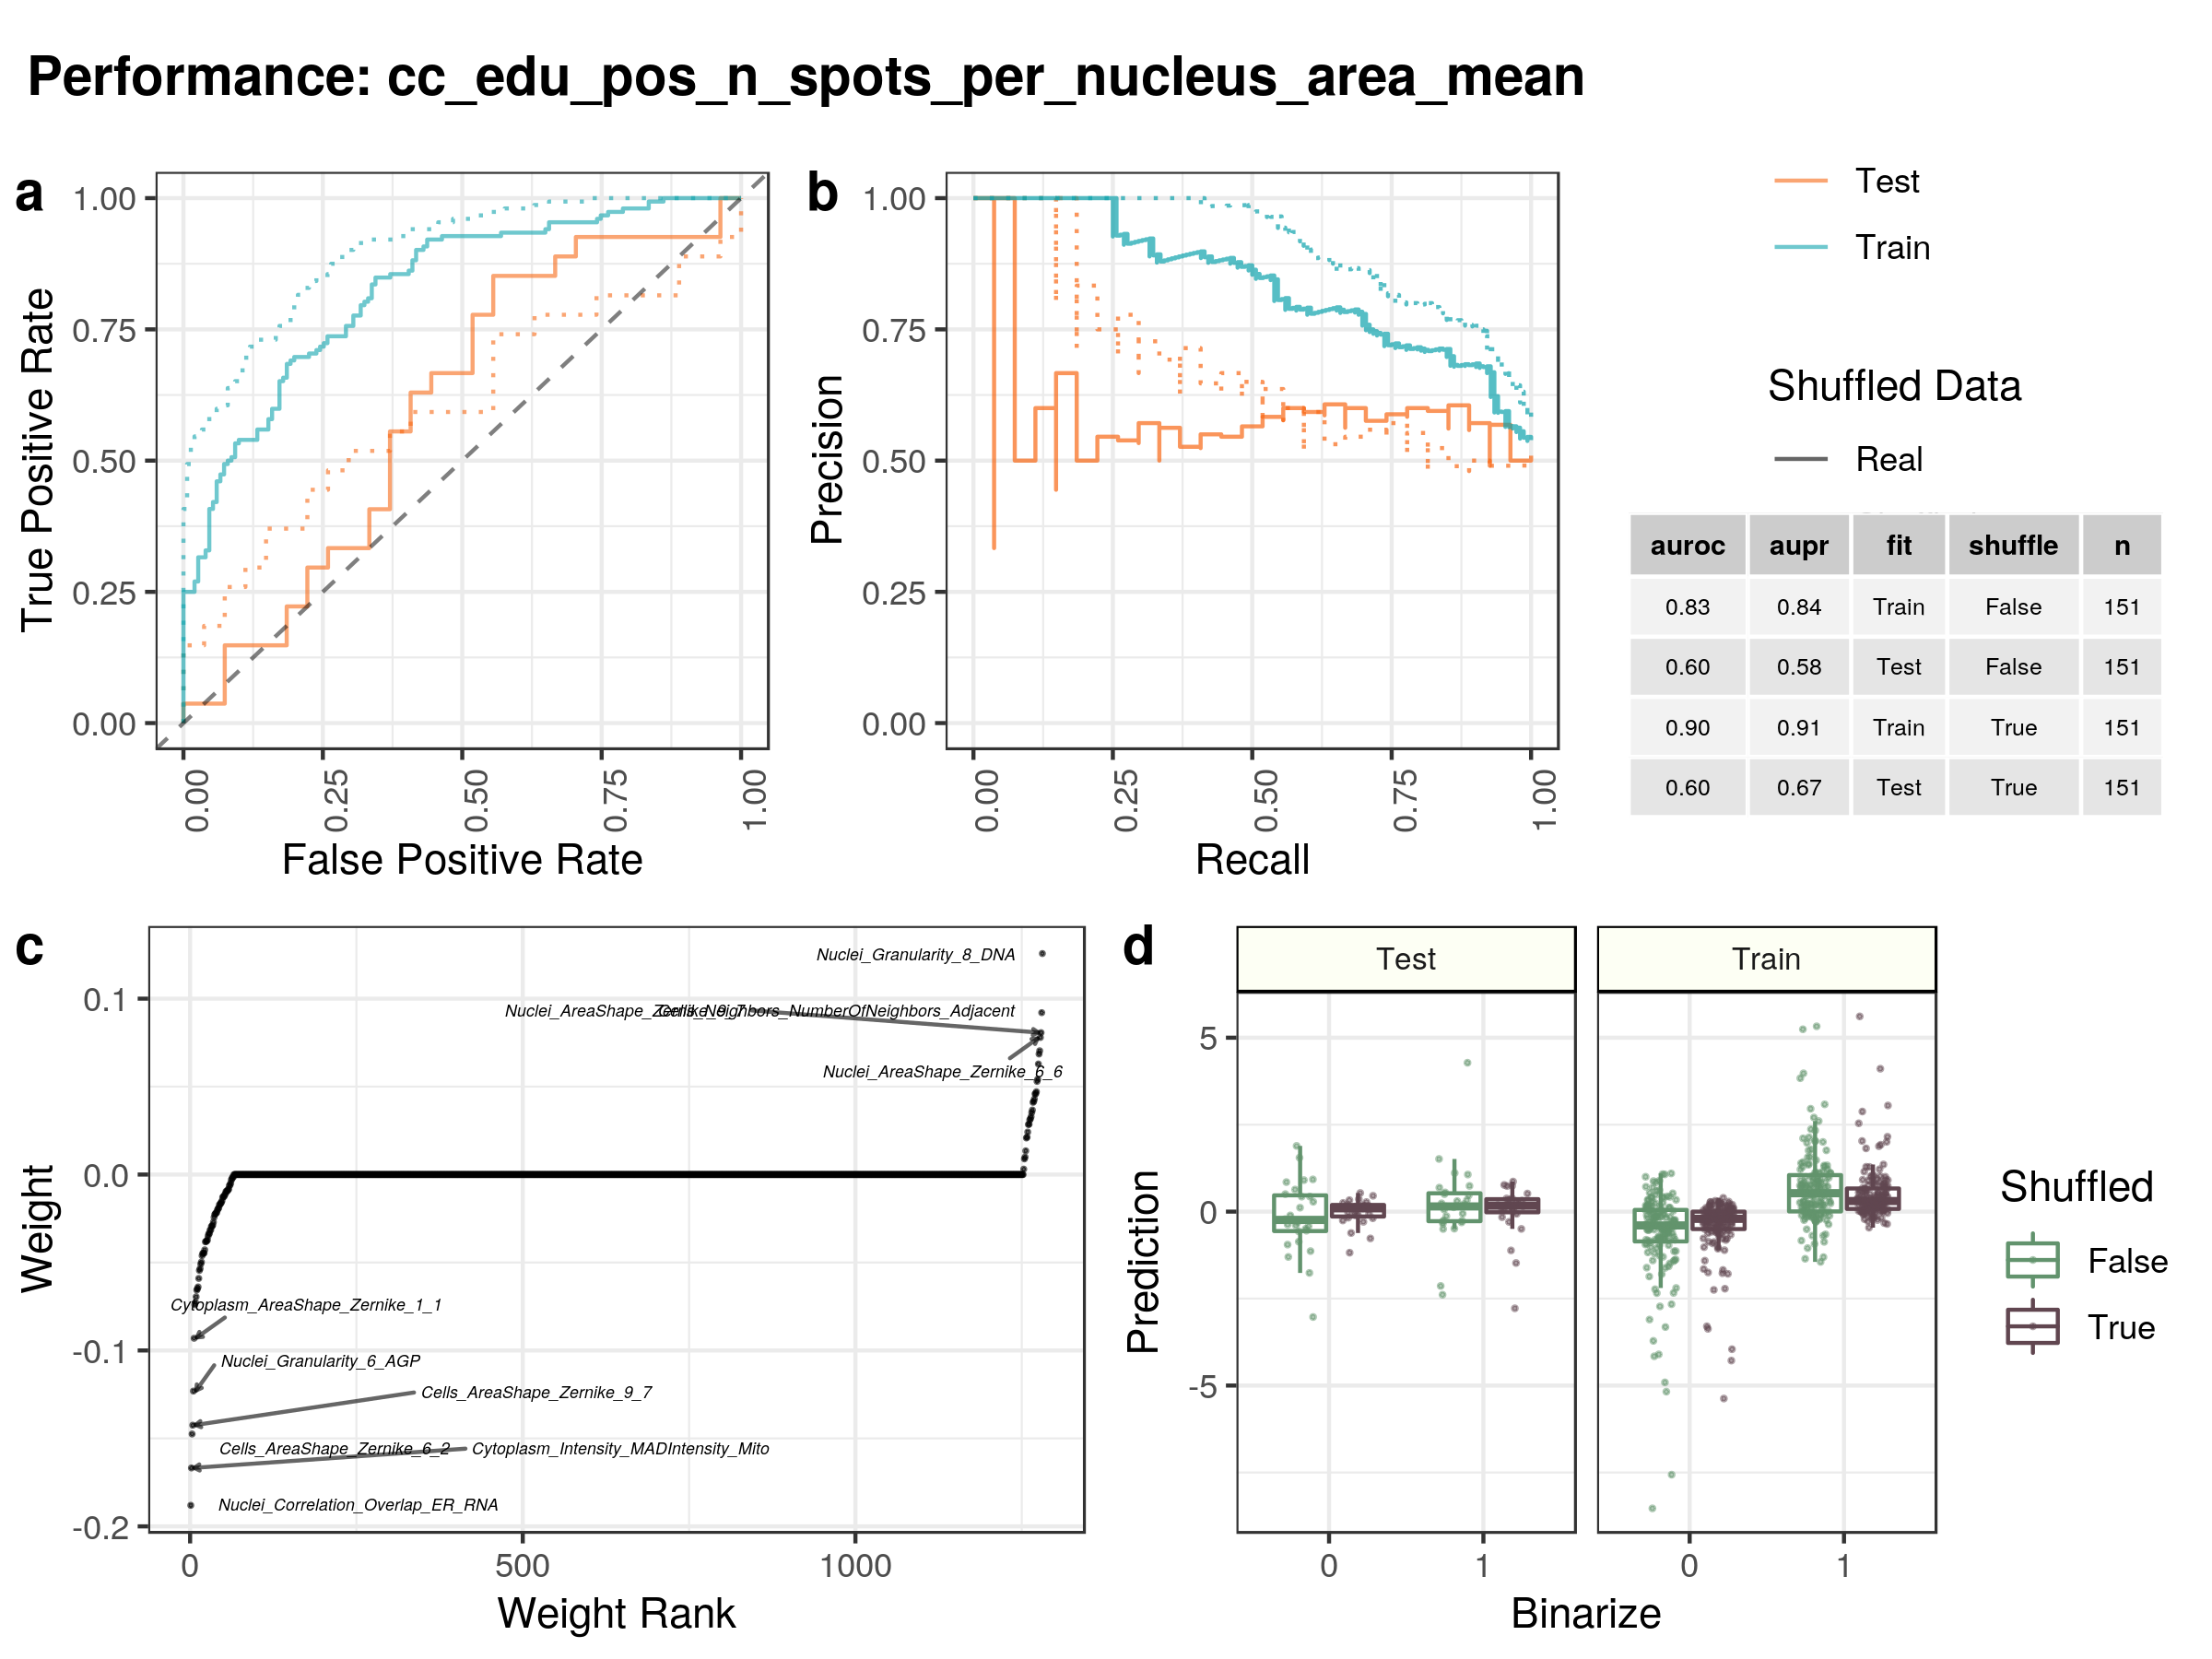 Performance: cc_edu_pos_n_spots_per_nucleus_area_mean
a
True Positive Rate
1.00
0.75
0.50
0.25
0.00
0.00
0.25
0.50
0.75
1.00
False Positive Rate
b
Precision
1.00
0.75
0.50
0.25
0.00
0.00
0.25
0.50
0.75
1.00
Recall
Test
Train
Shuffled Data
Real
auroc aupr fit shuffle n
0.83 0.84 Train False 151
0.60 0.58 Test False 151
0.90 0.91 Train True 151
0.60 0.67 Test True 151
c
Weight
0.1
0.0
-0.1
-0.2
Nuclei_Granularity_8_DNA
Nuclei_AreaShape_Zernike_9_7
Cells_Neighbors_NumberOfNeighbors_Adjacent
Nuclei_AreaShape_Zernike_6_6
Cytoplasm_AreaShape_Zernike_1_1
Nuclei_Granularity_6_AGP
Cells_AreaShape_Zernike_9_7
Cells_AreaShape_Zernike_6_2
Cytoplasm_Intensity_MADIntensity_Mito
Nuclei_Correlation_Overlap_ER_RNA
0
500
1000
Weight Rank
d
Test
Train
Prediction
5
0
-5
0
1
0
1
Binarize
Shuffled
False
True